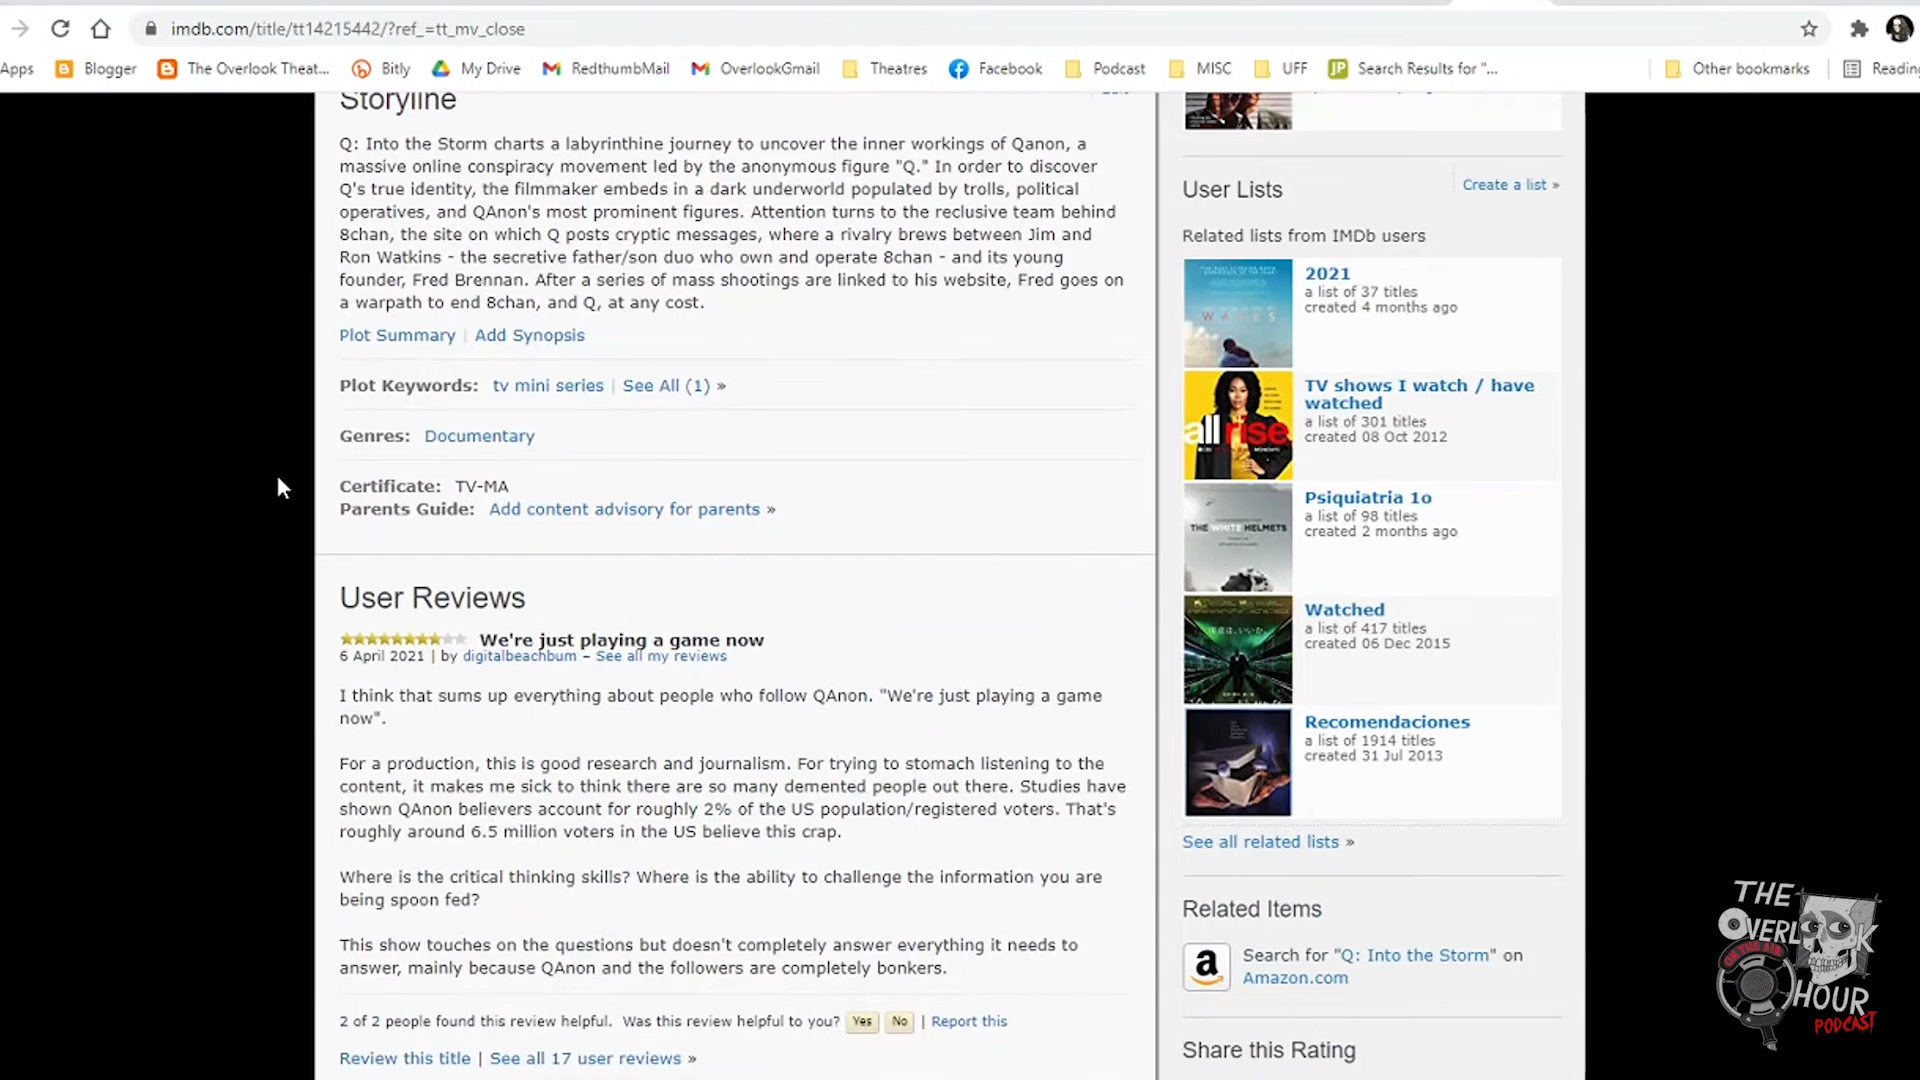 imdb.com/title/tt14215442/?ref_=tt_mv_close
Apps Blogger The Overlook Theat... Bitly My Drive RedthumbMail OverlookGmail Theatres Facebook Podcast MISC UFF Search Results for "... Other bookmarks Reading
Storyline
Q: Into the Storm charts a labyrinthine journey to uncover the inner workings of Qanon, a
massive online conspiracy movement led by the anonymous figure "Q." In order to discover
Q's true identity, the filmmaker embeds in a dark underworld populated by trolls, political
operatives, and QAnon's most prominent figures. Attention turns to the reclusive team behind
8chan, the site on which Q posts cryptic messages, where a rivalry brews between Jim and
Ron Watkins - the secretive father/son duo who own and operate 8chan - and its young
founder, Fred Brennan. After a series of mass shootings are linked to his website, Fred goes on
a warpath to end 8chan, and Q, at any cost.
Plot Summary | Add Synopsis
Plot Keywords: tv mini series | See All (1) »
Genres: Documentary
Certificate: TV-MA
Parents Guide: Add content advisory for parents »
User Reviews
We're just playing a game now
6 April 2021 | by digitalbeachbum – See all my reviews
I think that sums up everything about people who follow QAnon. "We're just playing a game
now".
For a production, this is good research and journalism. For trying to stomach listening to the
content, it makes me sick to think there are so many demented people out there. Studies have
shown QAnon believers account for roughly 2% of the US population/registered voters. That's
roughly around 6.5 million voters in the US believe this crap.
Where is the critical thinking skills? Where is the ability to challenge the information you are
being spoon fed?
This show touches on the questions but doesn't completely answer everything it needs to
answer, mainly because QAnon and the followers are completely bonkers.
2 of 2 people found this review helpful. Was this review helpful to you? Yes No | Report this
Review this title | See all 17 user reviews »
User Lists
Create a list »
Related lists from IMDb users
WAVES
2021
a list of 37 titles
created 4 months ago
all rise
TV shows I watch / have
watched
a list of 301 titles
created 08 Oct 2012
THE WHITE HELMETS
Psiquiatria 1o
a list of 98 titles
created 2 months ago
Watched
a list of 417 titles
created 06 Dec 2015
Recomendaciones
a list of 1914 titles
created 31 Jul 2013
See all related lists »
Related Items
a
Search for "Q: Into the Storm" on
Amazon.com
Share this Rating
THE
OVERLOOK
HOUR
PODCAST